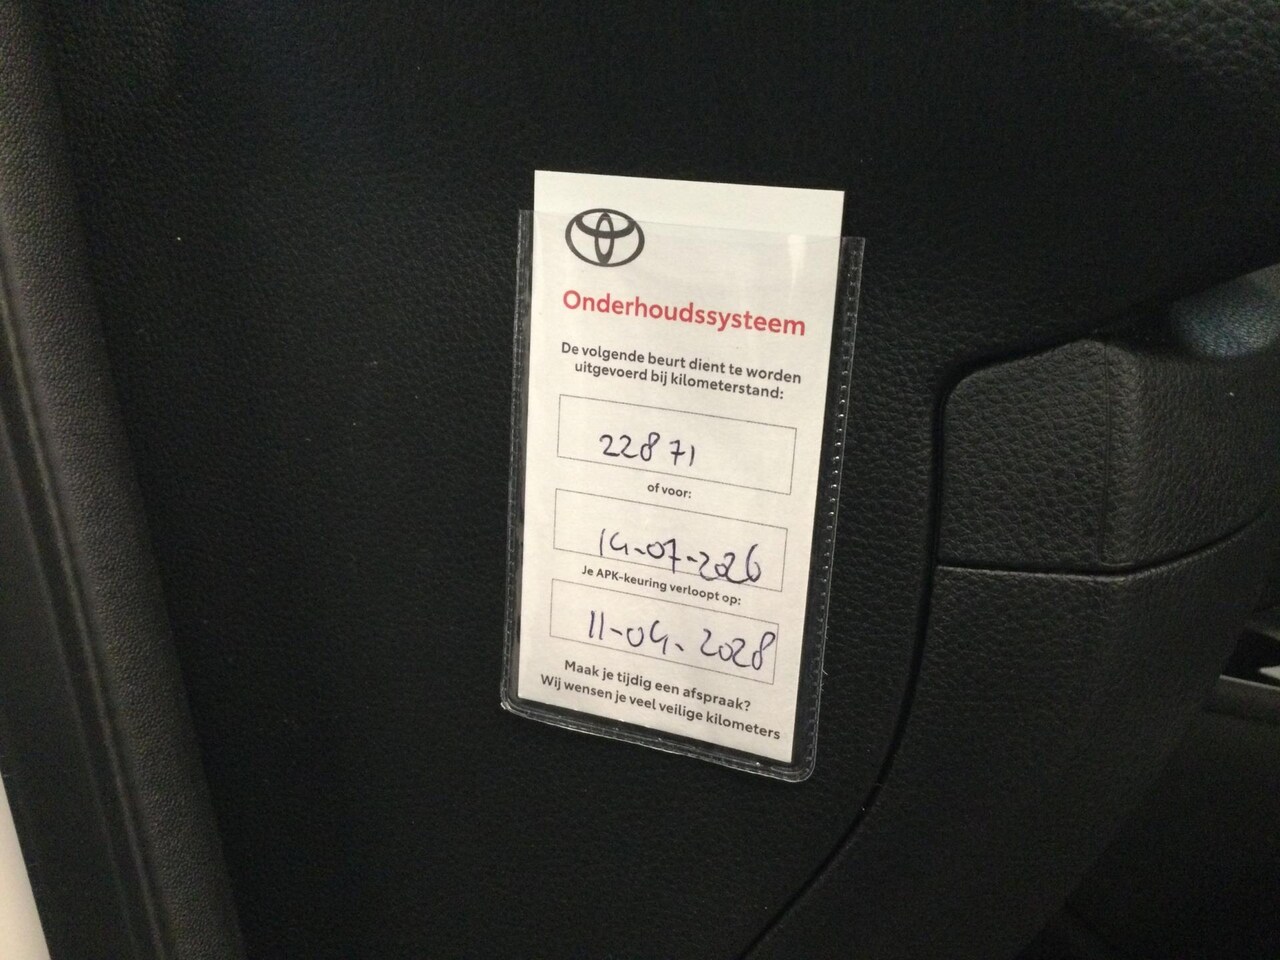 Onderhoudssysteem
De volgende beurt dient te worden
uitgevoerd bij kilometerstand:
22871
of voor:
14-07-2026
Je APK-keuring verloopt op:
11-04-2028
Maak je tijdig een afspraak?
Wij wensen je veel veilige kilometers